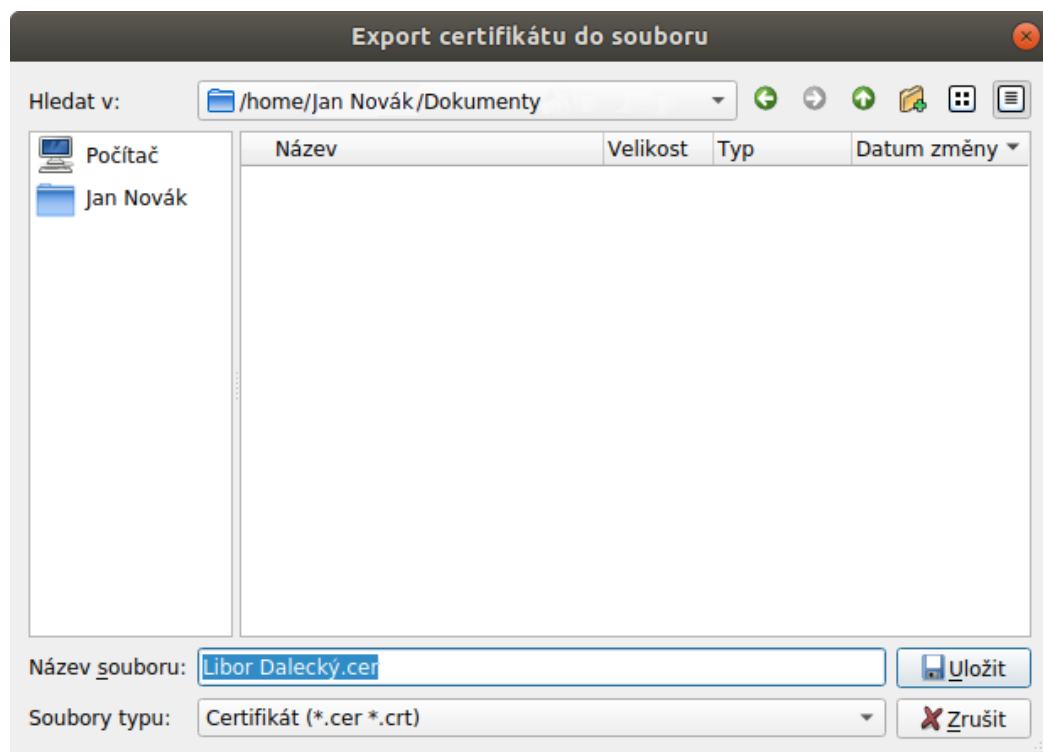 Export certifikátu do souboru
Hledat v: /home/Jan Novák/Dokumenty
Počítač
Jan Novák
Název Velikost Typ Datum změny
Název souboru: Libor Dalecký.cer Uložit
Soubory typu: Certifikát (*.cer *.crt) Zrušit